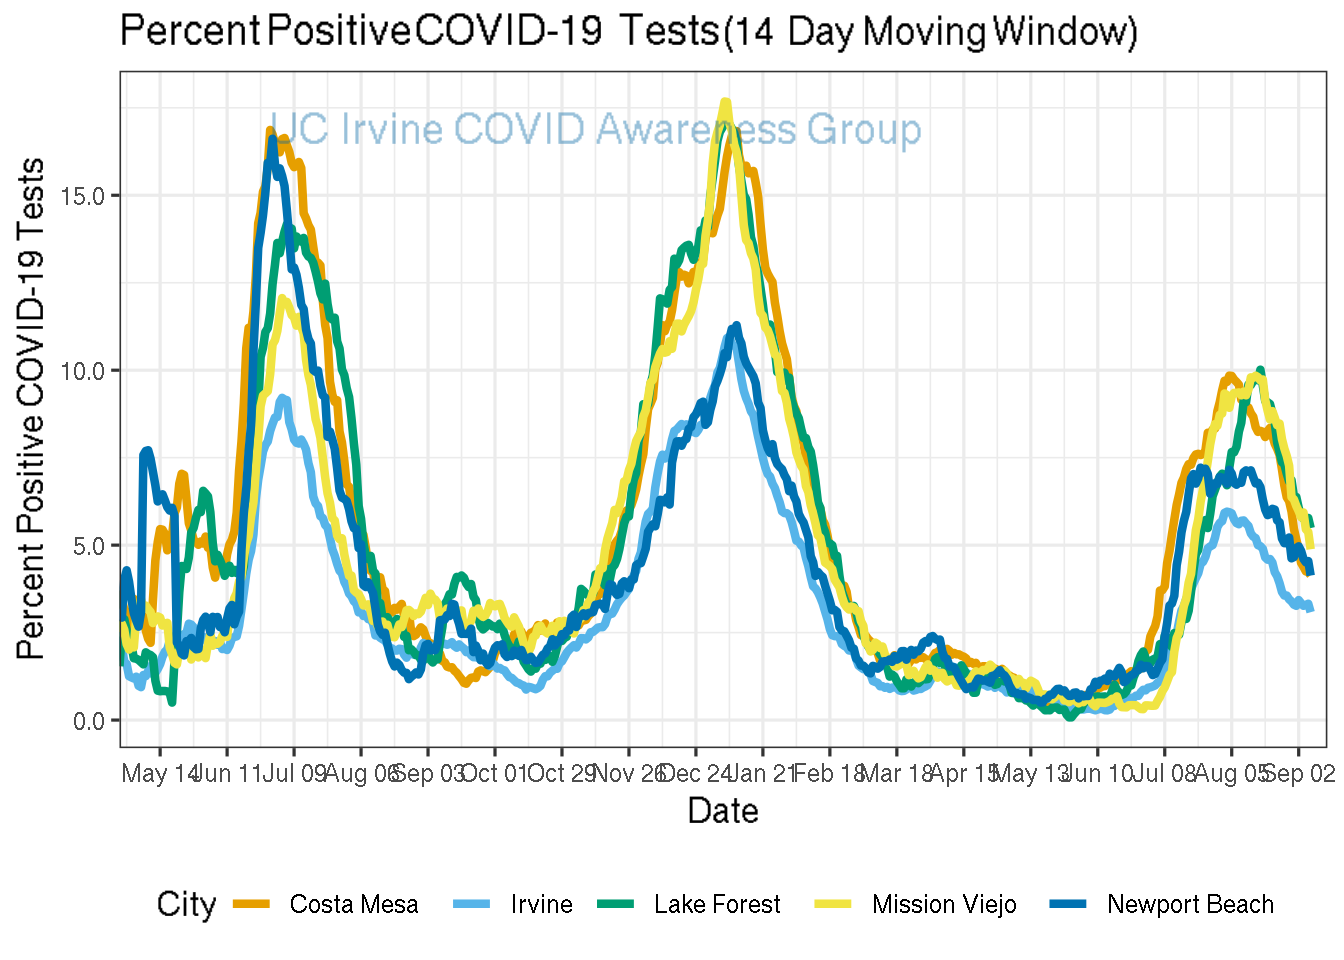 Percent Positive COVID-19 Tests(14 Day Moving Window)
UC Irvine COVID Awareness Group
Percent Positive COVID-19 Tests
15.0
10.0
5.0
0.0
May 14 Jun 11 Jul 09 Aug 06 Sep 03 Oct 01 Oct 29 Nov 26 Dec 24 Jan 21 Feb 18 Mar 18 Apr 15 May 13 Jun 10 Jul 08 Aug 05 Sep 02
Date
City Costa Mesa Irvine Lake Forest Mission Viejo Newport Beach